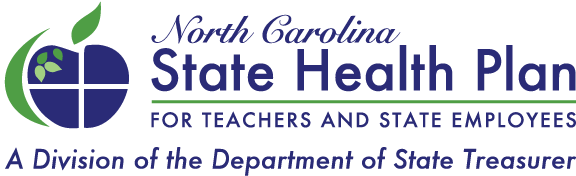 North Carolina
State Health Plan
FOR TEACHERS AND STATE EMPLOYEES
A Division of the Department of State Treasurer